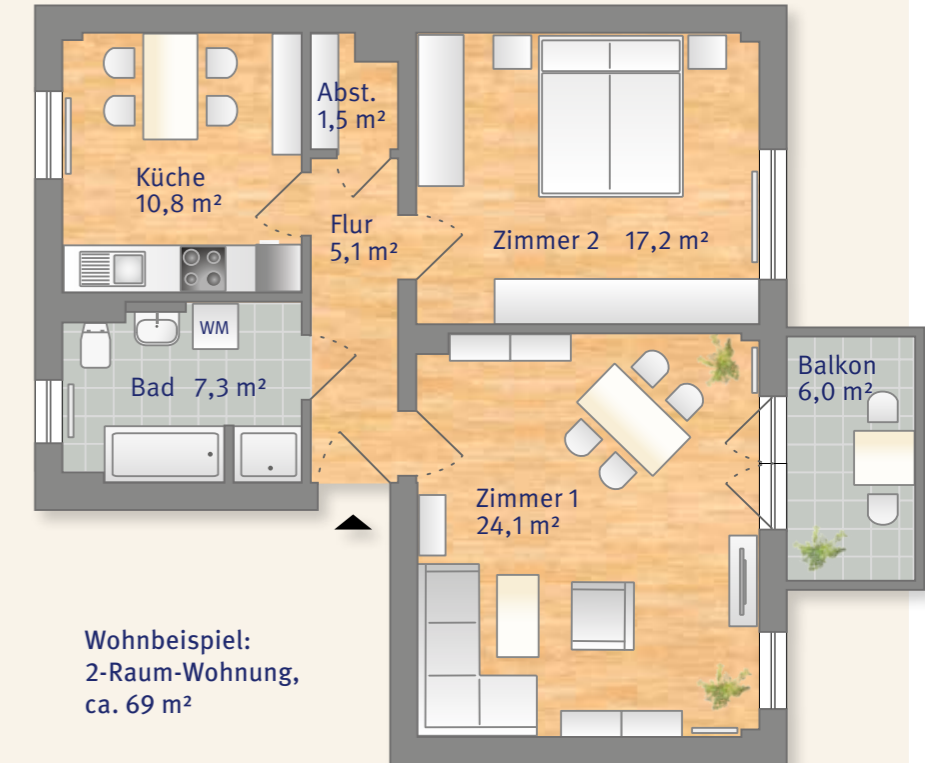 Abst.
1,5 m²
Küche
10,8 m²
Flur
5,1 m²
Zimmer 2 17,2 m²
WM
Bad 7,3 m²
Balkon
6,0 m²
Zimmer 1
24,1 m²
Wohnbeispiel:
2-Raum-Wohnung,
ca. 69 m²